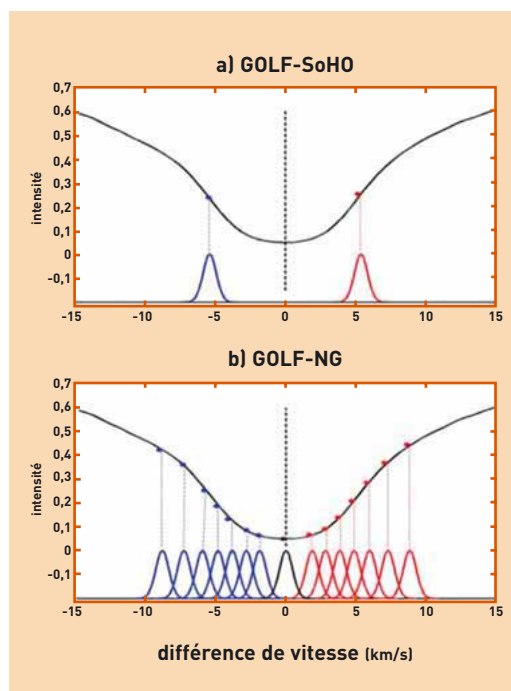 a) GOLF-SoHO
0,7
0,6
0,5
0,4
0,3
0,2
0,1
0
-0,1
intensité
-15 -10 -5 0 5 10 15
b) GOLF-NG
0,7
0,6
0,5
0,4
0,3
0,2
0,1
0
-0,1
intensité
-15 -10 -5 0 5 10 15
différence de vitesse (km/s)